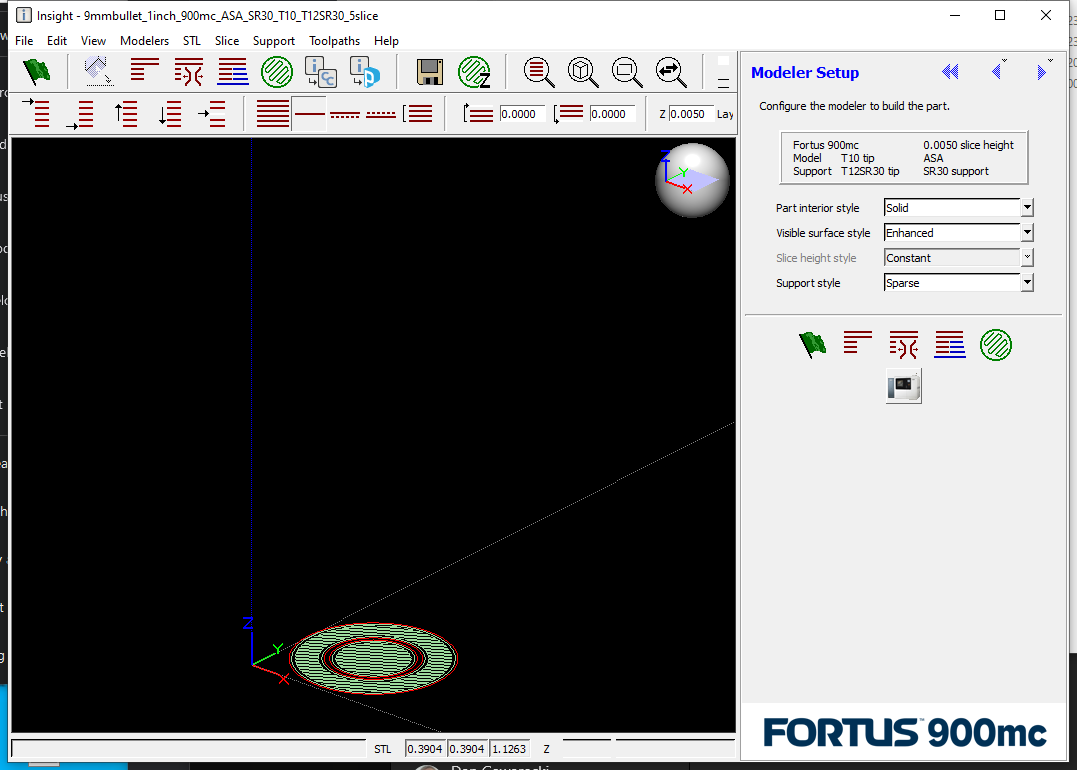 Insight - 9mmbullet_1inch_900mc_ASA_SR30_T10_T12SR30_5slice
File Edit View Modelers STL Slice Support Toolpaths Help
0.0000 0.0000 Z 0.0050 Lay
Z
Y
X
Z
Y
X
STL 0.3904 0.3904 1.1263 Z
Modeler Setup
Configure the modeler to build the part.
Fortus 900mc 0.0050 slice height
Model T10 tip ASA
Support T12SR30 tip SR30 support
Part interior style Solid
Visible surface style Enhanced
Slice height style Constant
Support style Sparse
FORTUS™ 900mc